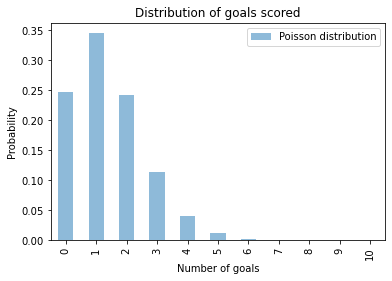 Distribution of goals scored
Poisson distribution
Probability
0.35
0.30
0.25
0.20
0.15
0.10
0.05
0.00
0 1 2 3 4 5 6 7 8 9 10
Number of goals